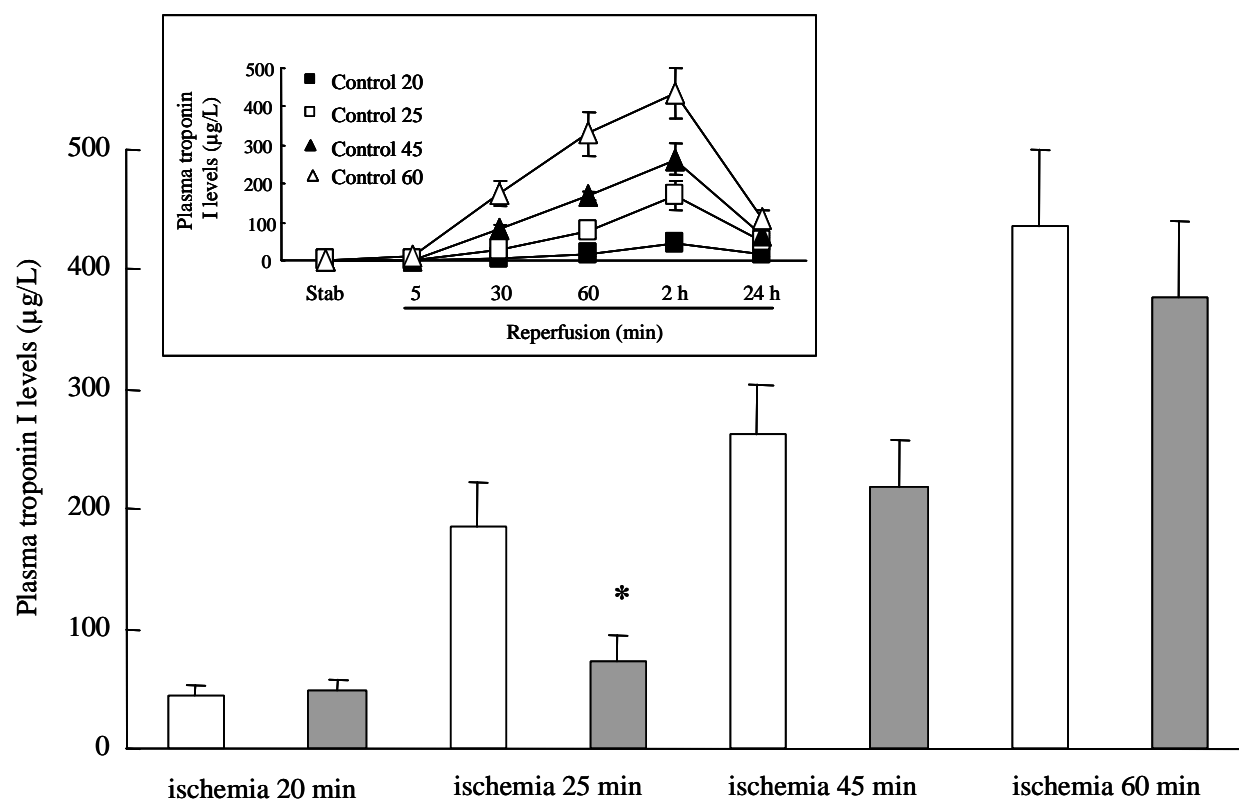 Plasma troponin
I levels (µg/L)
500
400
300
200
100
0
Control 20
Control 25
Control 45
Control 60
Stab 5 30 60 2 h 24 h
Reperfusion (min)
Plasma troponin I levels (µg/L)
500
400
300
200
100
0
*
ischemia 20 min ischemia 25 min ischemia 45 min ischemia 60 min